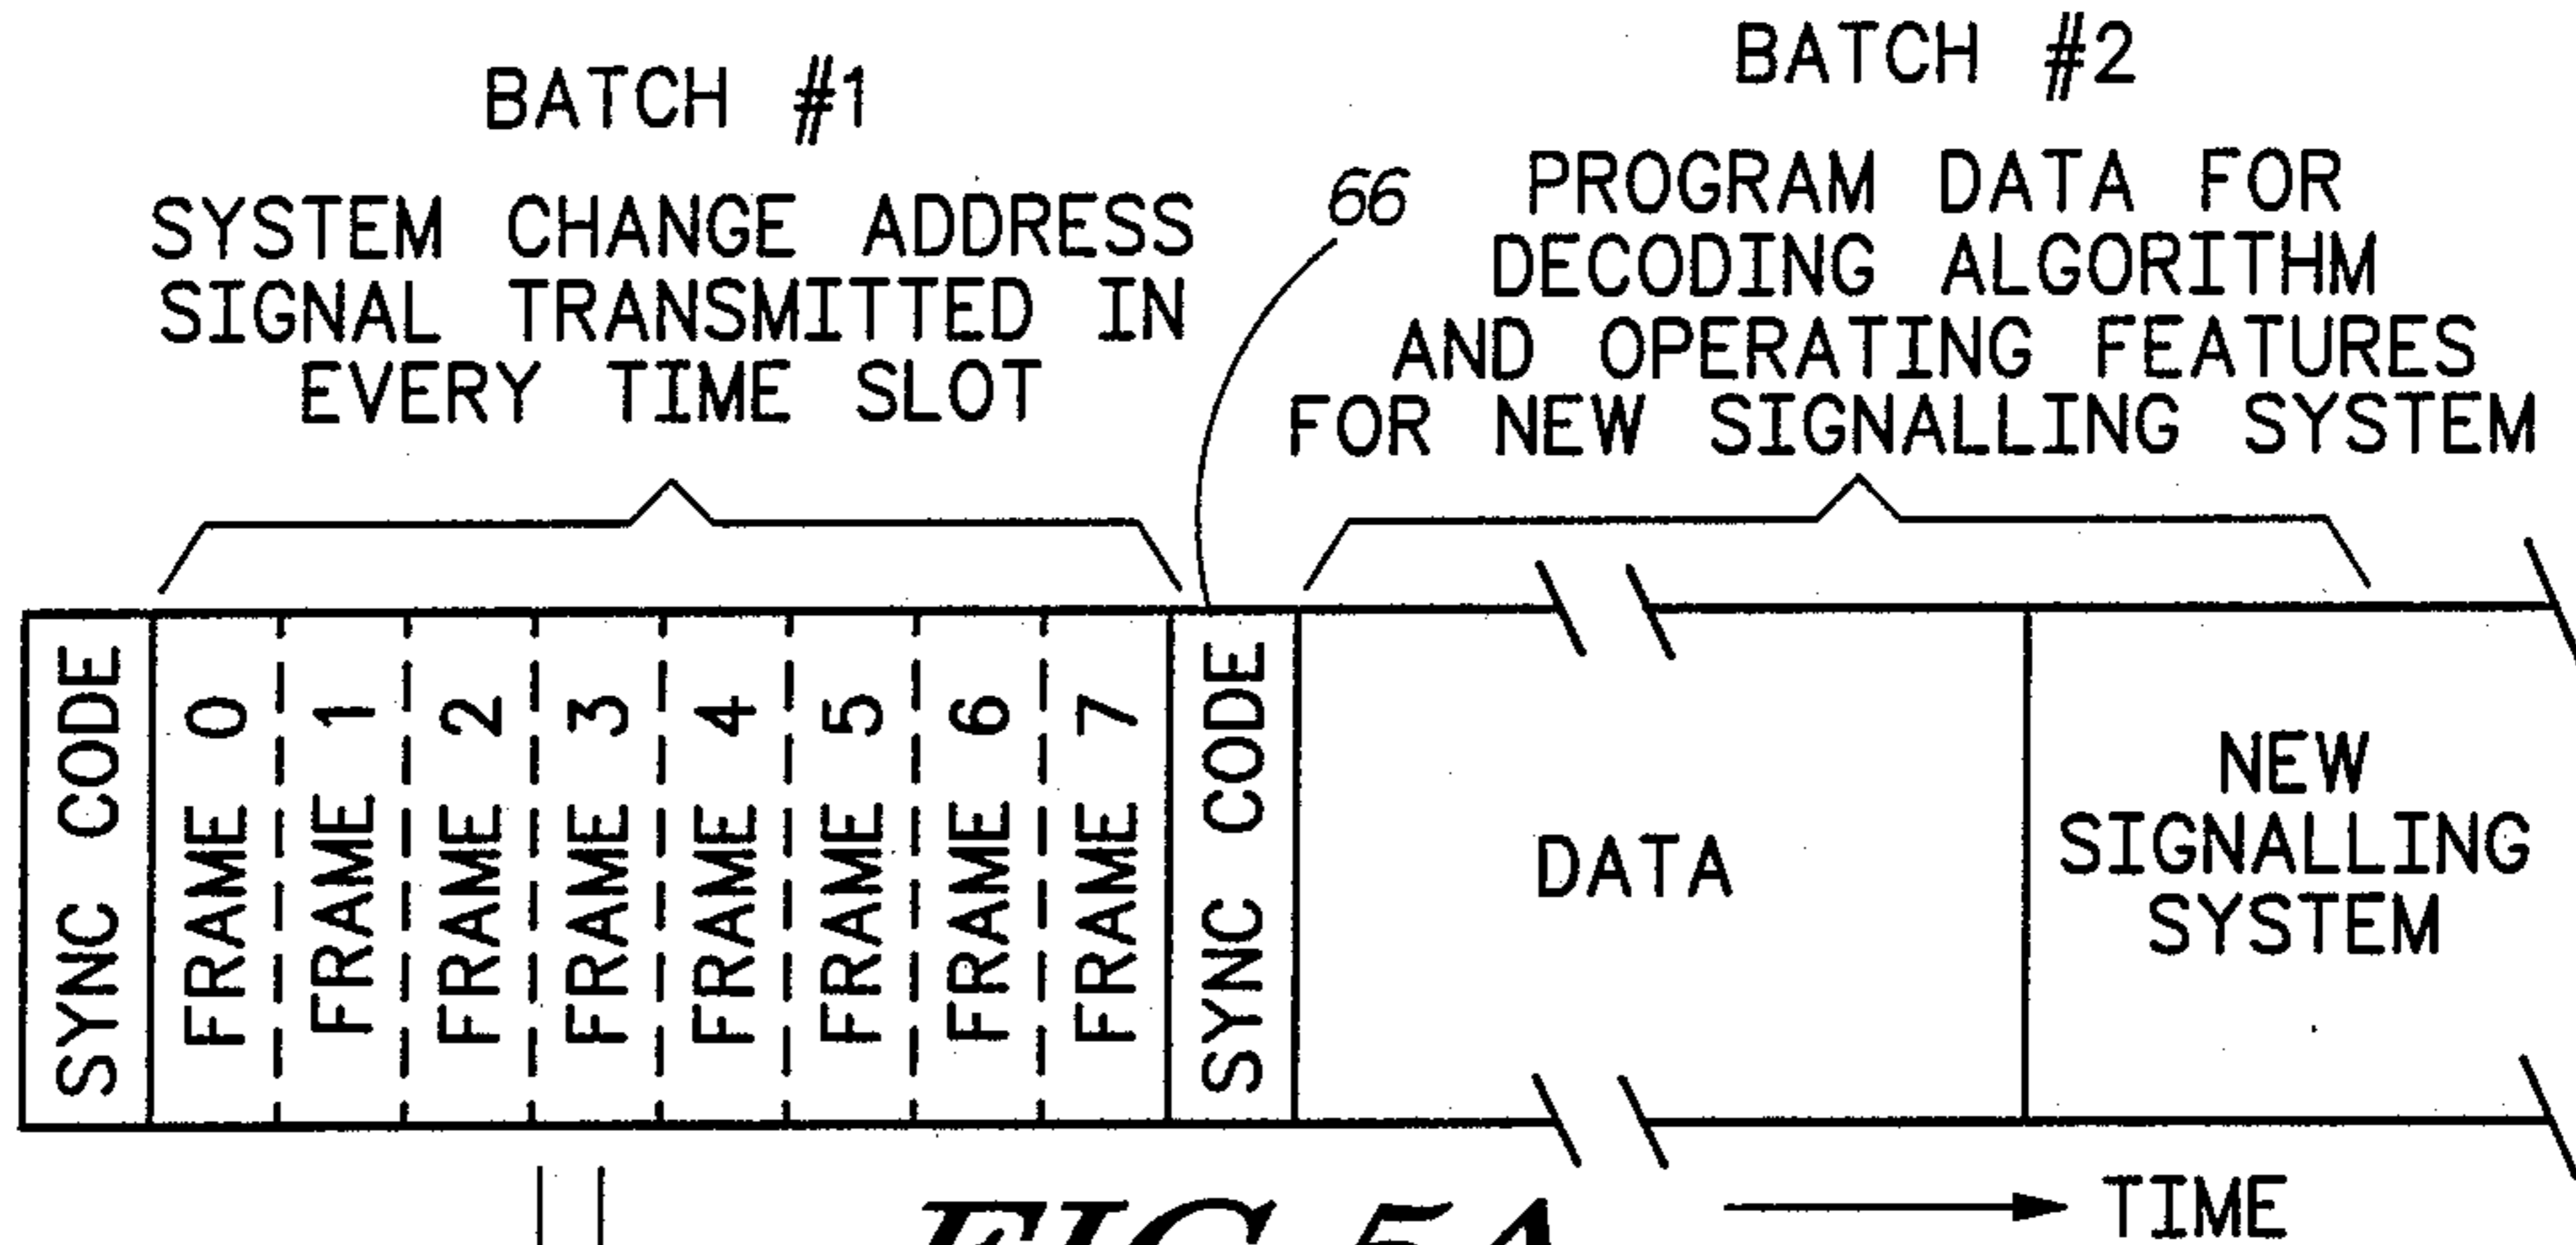 BATCH #1
SYSTEM CHANGE ADDRESS
SIGNAL TRANSMITTED IN
EVERY TIME SLOT
66
BATCH #2
PROGRAM DATA FOR
DECODING ALGORITHM
AND OPERATING FEATURES
FOR NEW SIGNALLING SYSTEM
SYNC CODE
FRAME 0
FRAME 1
FRAME 2
FRAME 3
FRAME 4
FRAME 5
FRAME 6
FRAME 7
SYNC CODE
DATA
NEW
SIGNALLING
SYSTEM
TIME
FIG.5A